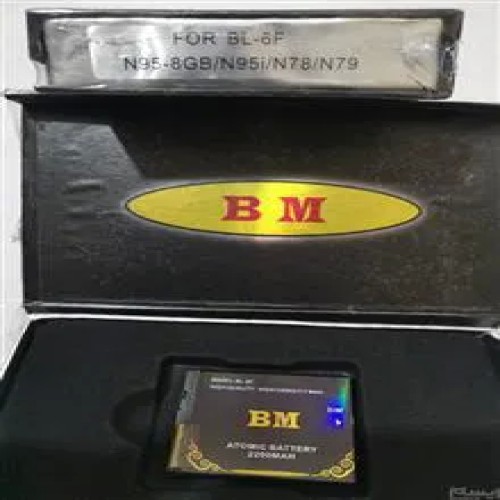 FOR BL-6F
N95-8GB/N95i/N78/N79
BM
BM
ATOMIC BATTERY
2200MAH